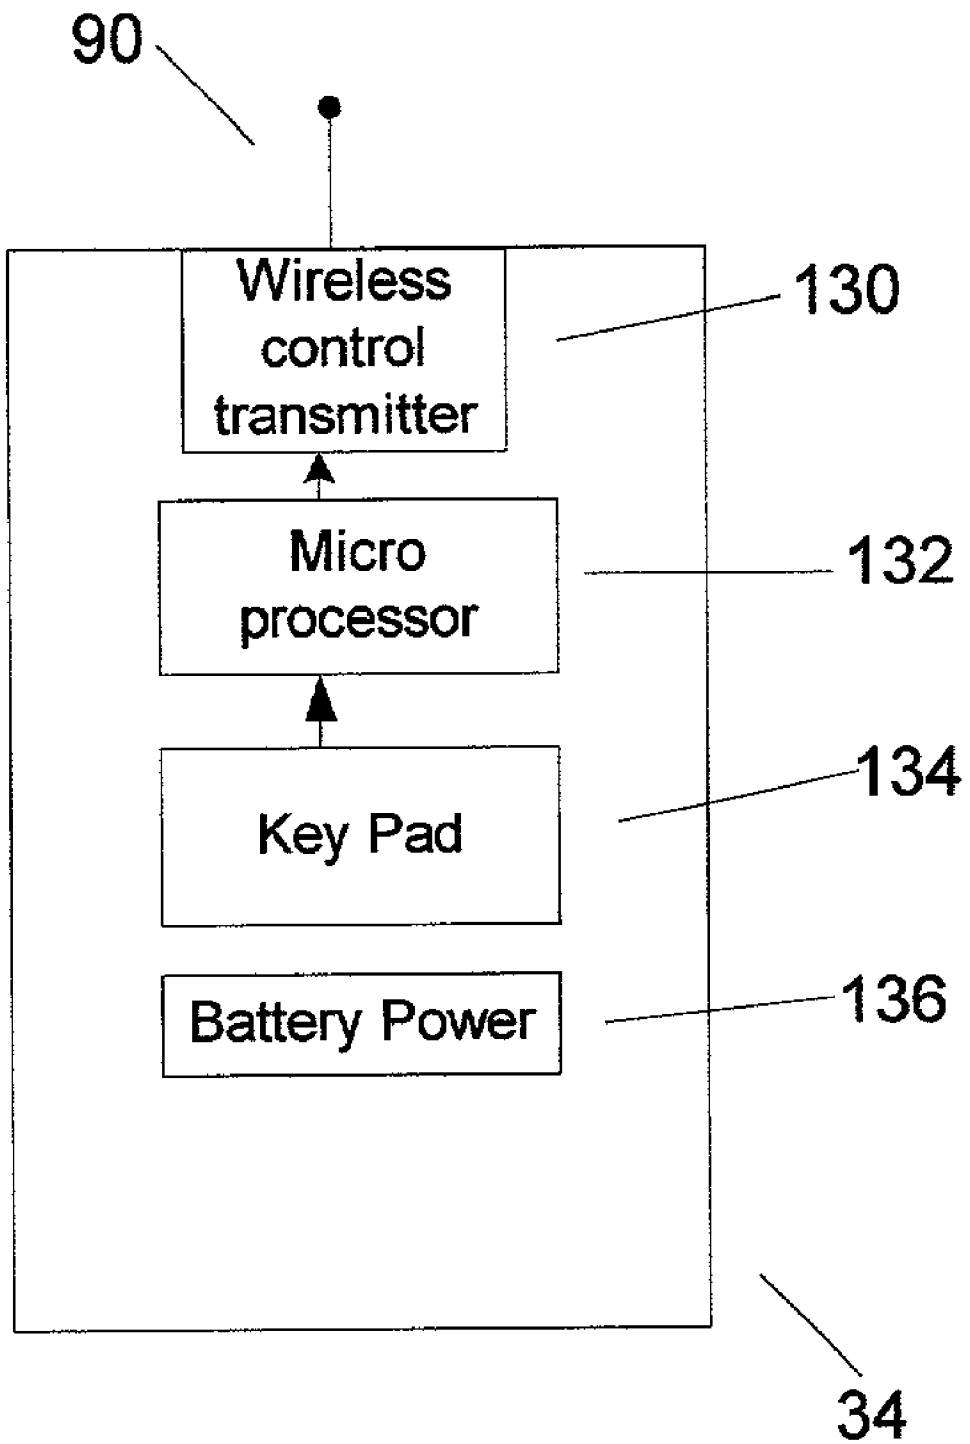 90
Wireless
control
transmitter
130
Micro
processor
132
Key Pad
134
Battery Power
136
34